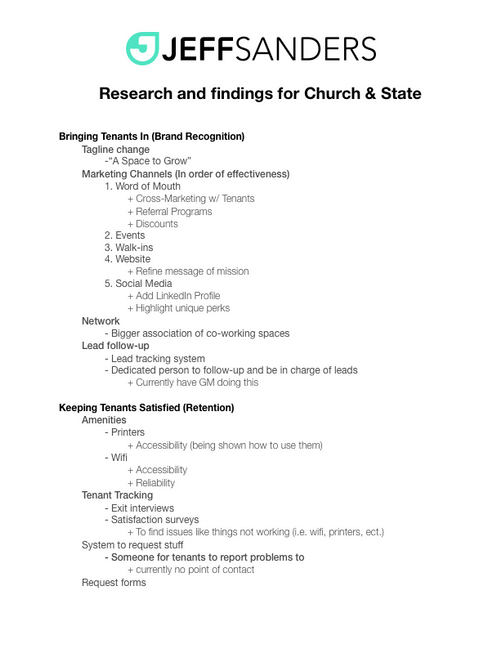 JEFFSANDERS
Research and findings for Church & State
Bringing Tenants In (Brand Recognition)
Tagline change
-“A Space to Grow”
Marketing Channels (In order of effectiveness)
1. Word of Mouth
+ Cross-Marketing w/ Tenants
+ Referral Programs
+ Discounts
2. Events
3. Walk-ins
4. Website
+ Refine message of mission
5. Social Media
+ Add LinkedIn Profile
+ Highlight unique perks
Network
- Bigger association of co-working spaces
Lead follow-up
- Lead tracking system
- Dedicated person to follow-up and be in charge of leads
+ Currently have GM doing this
Keeping Tenants Satisfied (Retention)
Amenities
- Printers
+ Accessibility (being shown how to use them)
- Wifi
+ Accessibility
+ Reliability
Tenant Tracking
- Exit interviews
- Satisfaction surveys
+ To find issues like things not working (i.e. wifi, printers, ect.)
System to request stuff
- Someone for tenants to report problems to
+ currently no point of contact
Request forms